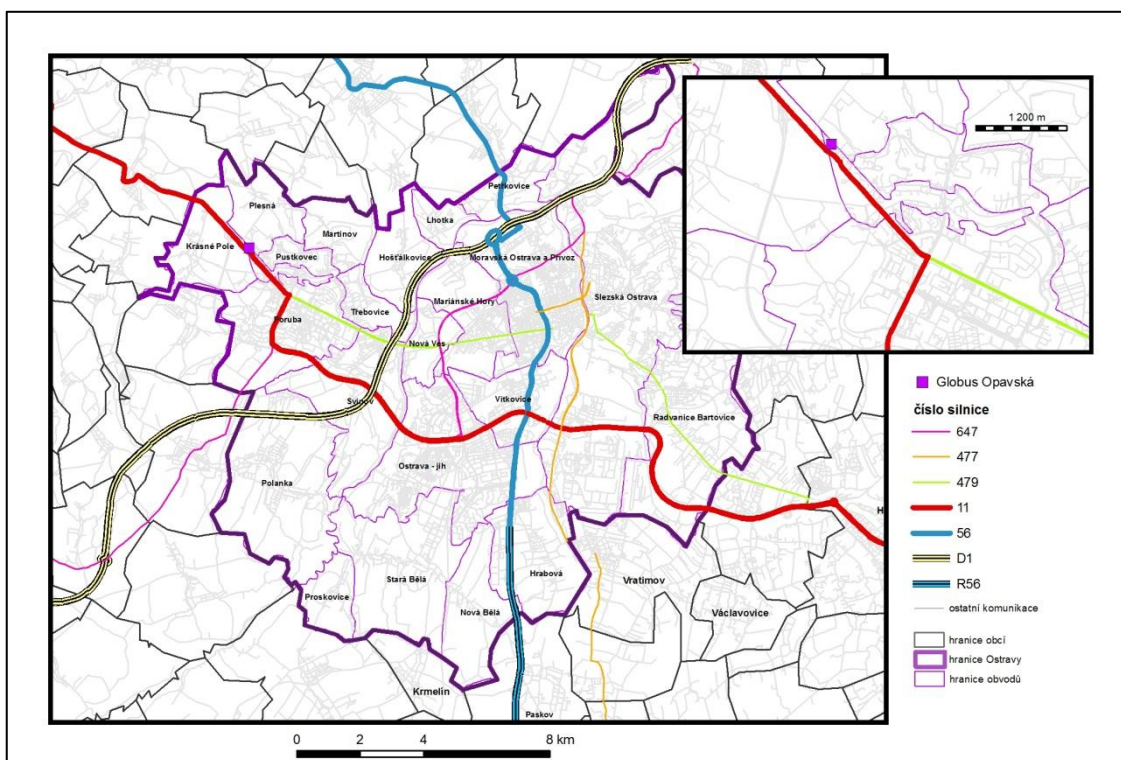 Petřkovice
Plesná
Lhotka
Martinov
Krásné Pole
Pustkovec
Hošťálkovice
Moravská Ostrava a Přívoz
Mariánské Hory
Slezská Ostrava
Třebovice
Poruba
Nová Ves
Svinov
Vítkovice
Radvanice Bartovice
Ostrava - jih
Polanka
H
Stará Bělá
Hrabová
Vratimov
Proskovice
Nová Bělá
Václavovice
Krmelín
Paskov
1 200 m
Globus Opavská
číslo silnice
647
477
479
11
56
D1
R56
ostatní komunikace
hranice obcí
hranice Ostravy
hranice obvodů
0 2 4 8 km